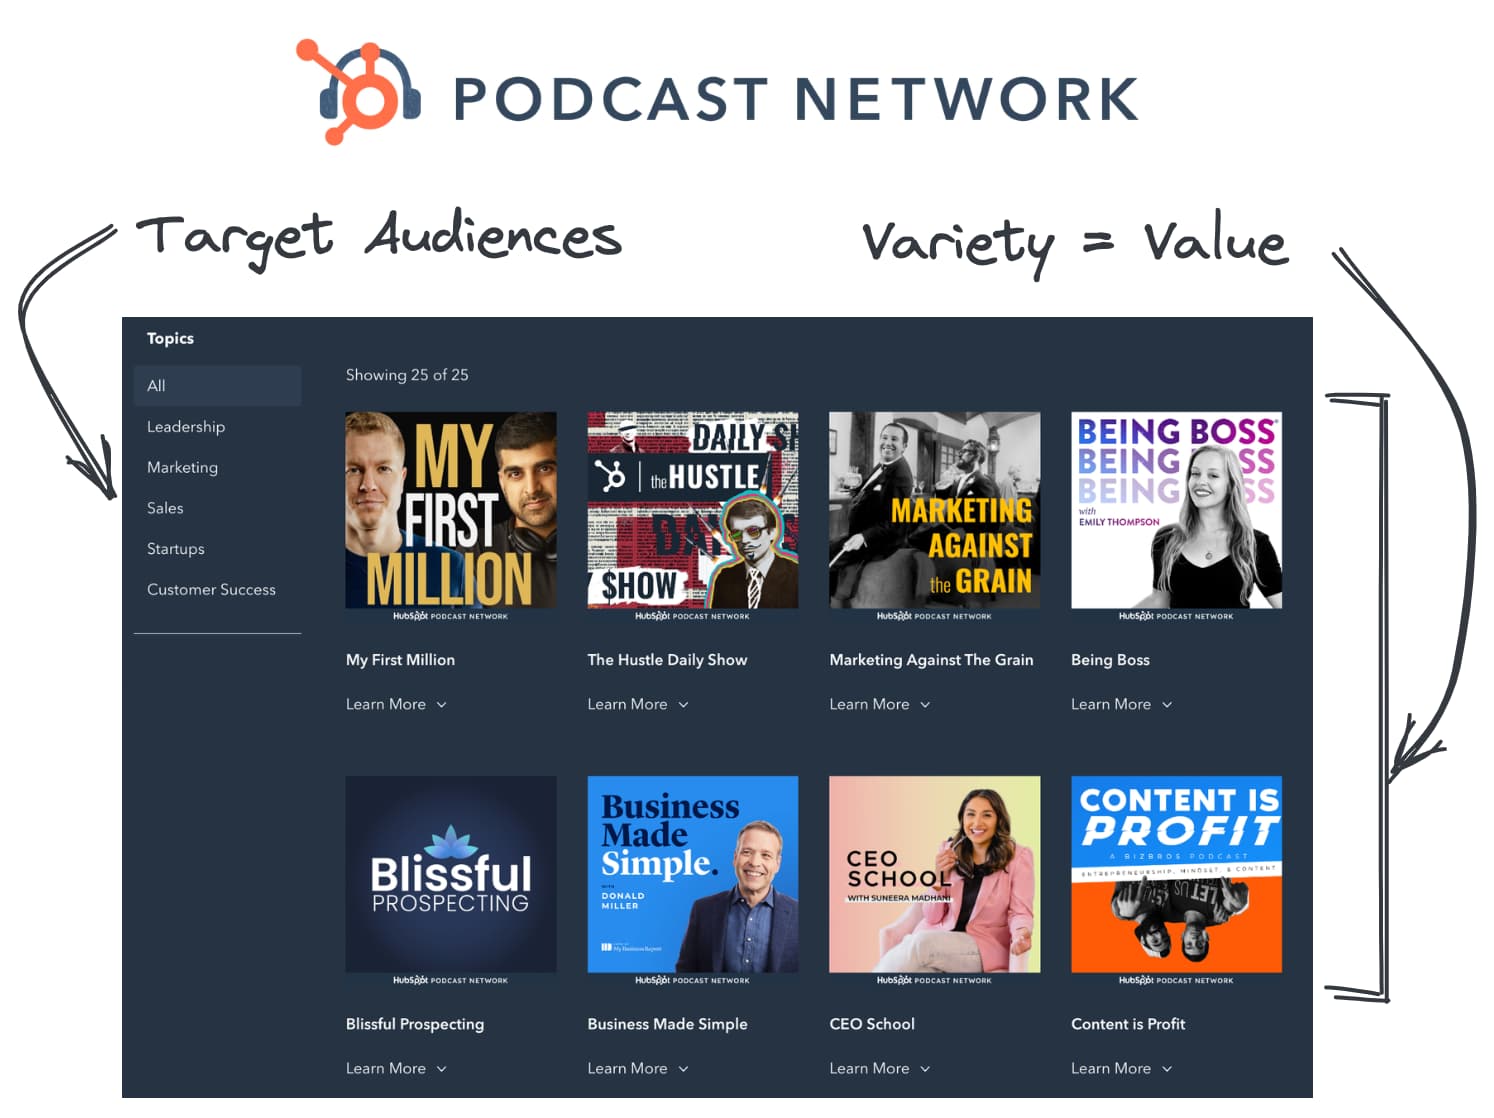 PODCAST NETWORK
Target Audiences
Variety = Value
Topics
All
Leadership
Marketing
Sales
Startups
Customer Success
Showing 25 of 25
MY
FIRST
MILLION
HubSpot PODCAST NETWORK
My First Million
Learn More
DAILY SH
the HUSTLE
DA
Y $HOW
HubSpot PODCAST NETWORK
The Hustle Daily Show
Learn More
MARKETING
AGAINST
the GRAIN
HubSpot PODCAST NETWORK
Marketing Against The Grain
Learn More
BEING BOSS
BEING BOSS
BEING BOSS
with
EMILY THOMPSON
HubSpot PODCAST NETWORK
Being Boss
Learn More
Blissful
PROSPECTING
HubSpot PODCAST NETWORK
Blissful Prospecting
Learn More
Business
Made
Simple.
WITH
DONALD
MILLER
My Business Report
HubSpot PODCAST NETWORK
Business Made Simple
Learn More
CEO
SCHOOL
WITH SUNEERA MADHANI
HubSpot PODCAST NETWORK
CEO School
Learn More
CONTENT IS
PROFIT
A BIZBROS PODCAST
ENTREPRENEURSHIP, MINDSET, & CONTENT
LET US
HubSpot PODCAST NETWORK
Content is Profit
Learn More